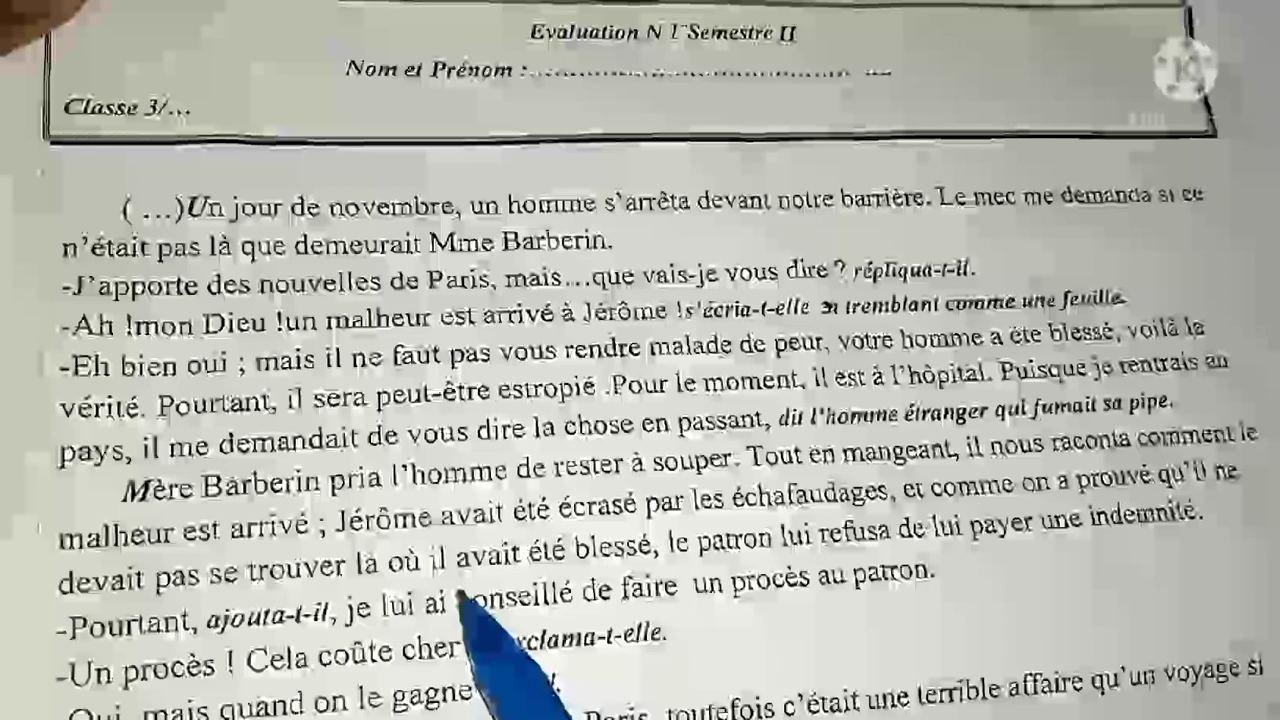 Evaluation N 1 Semestre II
Nom et Prénom :............................................ ....
Classe 3/...
( …)Un jour de novembre, un homme s'arrêta devant notre barrière. Le mec me demanda si ce
n'était pas là que demeurait Mme Barberin.
-J'apporte des nouvelles de Paris, mais…que vais-je vous dire ? répliqua-t-il.
-Ah !mon Dieu !un malheur est arrivé à Jérôme !s'écria-t-elle en tremblant comme une feuille
-Eh bien oui ; mais il ne faut pas vous rendre malade de peur, votre homme a été blessé, voilà la
vérité. Pourtant, il sera peut-être estropié .Pour le moment, il est à l'hôpital. Puisque je rentrais au
pays, il me demandait de vous dire la chose en passant, dit l'homme étranger qui fumait sa pipe.
Mère Barberin pria l'homme de rester à souper. Tout en mangeant, il nous raconta comment le
malheur est arrivé ; Jérôme avait été écrasé par les échafaudages, et comme on a prouvé qu'il ne
devait pas se trouver là où il avait été blessé, le patron lui refusa de lui payer une indemnité.
-Pourtant, ajouta-t-il, je lui ai conseillé de faire un procès au patron.
-Un procès ! Cela coûte cher xclama-t-elle.
Oui, mais quand on le gagne Paris, toutefois c'était une terrible affaire qu'un voyage si